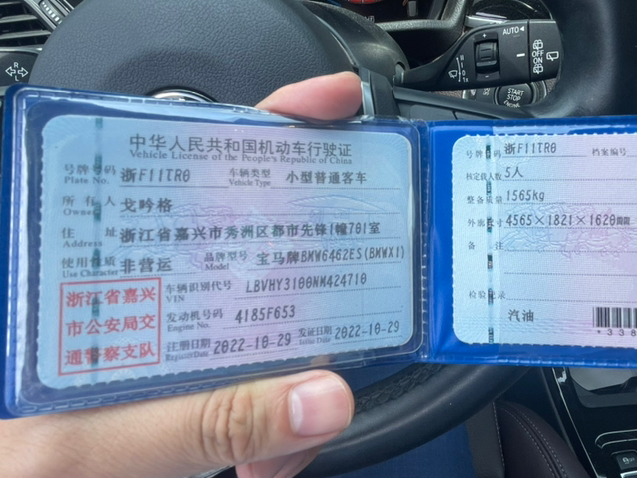 中华人民共和国机动车行驶证
Vehicle License of the People's Republic of China
号牌号码 浙F11TR0 车辆类型 小型普通客车
Plate No. Vehicle Type
所有人 戈吟格
Owner
住址 浙江省嘉兴市秀洲区都市先锋1幢701室
Address
使用性质 非营运 品牌型号 宝马牌BMW6462ES(BMWX1)
Use Character Model
浙江省嘉兴
市公安局交
通警察支队
车辆识别代号 LBVHY3100NM424710
VIN
发动机号码 4185F653
Engine No.
注册日期 2022-10-29 发证日期 2022-10-29
Register Date Issue Date
号牌号码 浙F11TR0 档案编号
核定载人数 5人
整备质量 1565kg
外廓尺寸 4565×1821×1620mm
备注
检验记录
汽油
*338
AUTO
OFF
ON
START
STOP
R
L
1
0